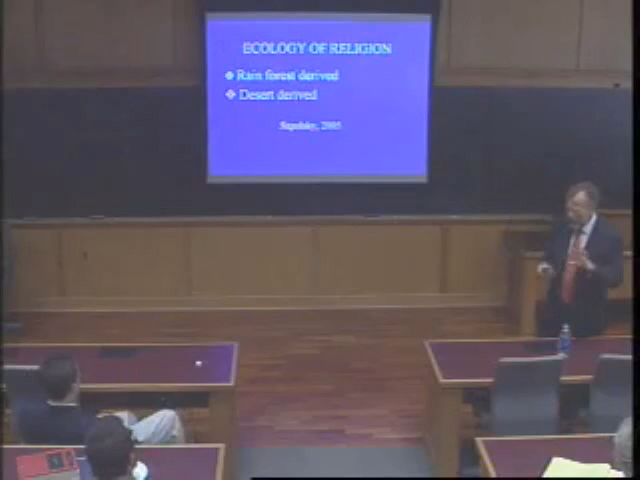 ECOLOGY OF RELIGION
❖ Rain forest derived
❖ Desert derived
Sapolsky, 2005